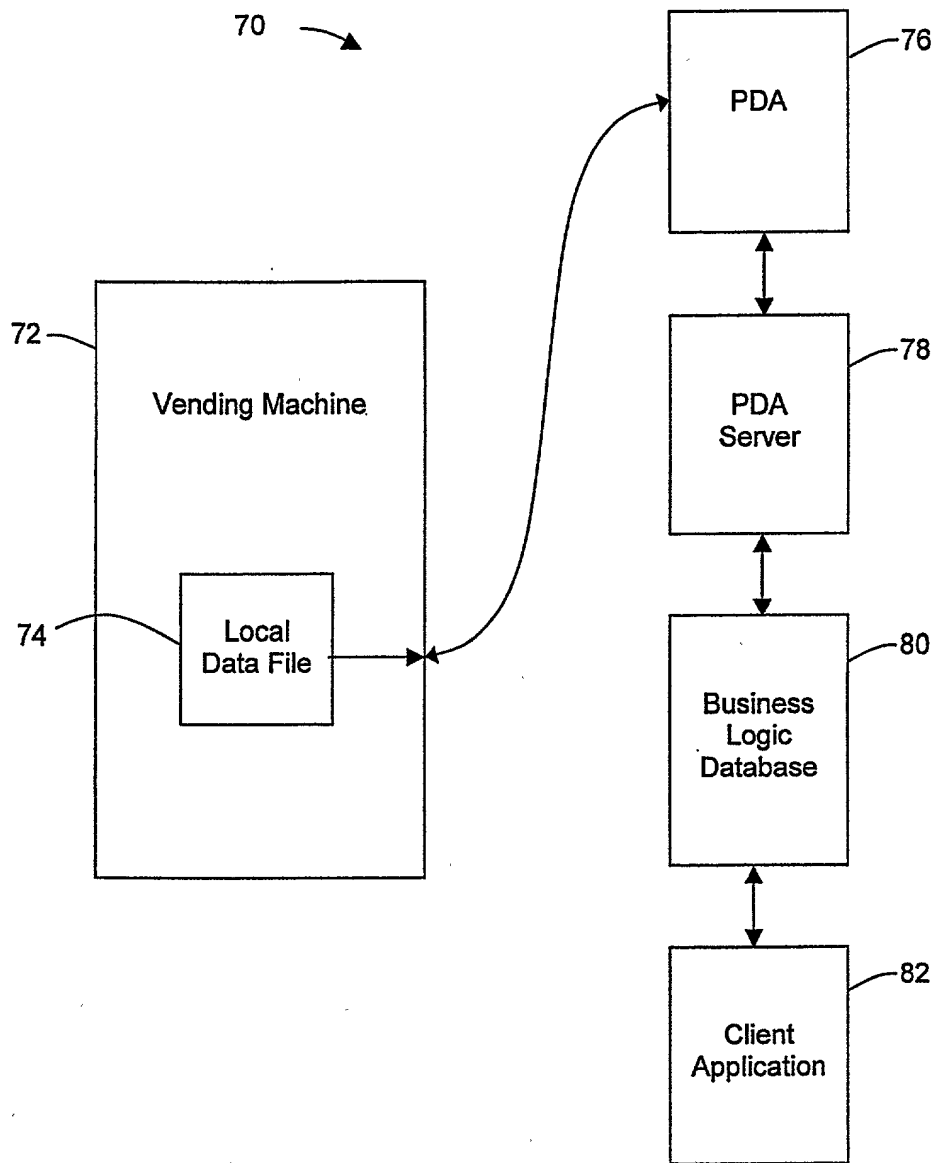 70
76
PDA
72
78
Vending Machine
PDA
Server
74
Local
Data File
80
Business
Logic
Database
82
Client
Application